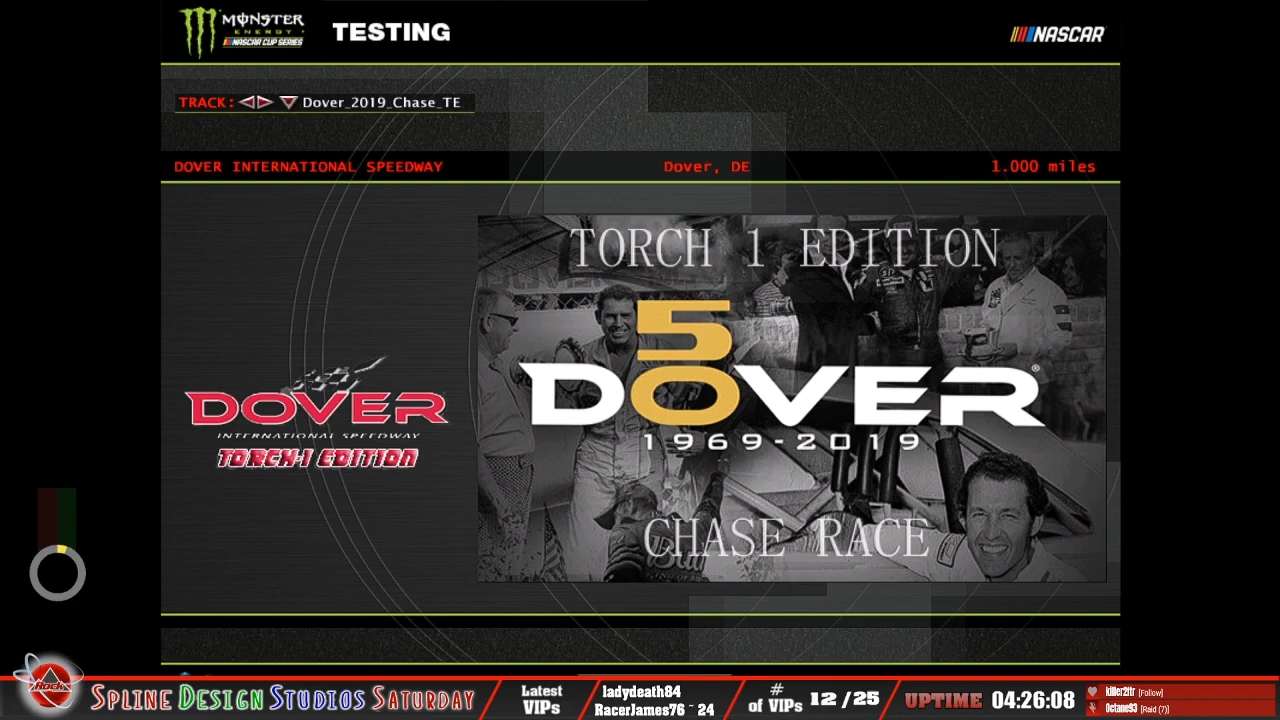 MONSTER
ENERGY
NASCAR CUP SERIES
TESTING
NASCAR
TRACK: Dover_2019_Chase_TE
DOVER INTERNATIONAL SPEEDWAY Dover, DE 1.000 miles
TORCH 1 EDITION
50
DOVER®
1969-2019
CHASE RACE
DOVER
INTERNATIONAL SPEEDWAY
TORCH-1 EDITION
SPLINE DESIGN STUDIOS SATURDAY
Latest VIPs
ladydeath84
RacerJames76 ~ 24
# of VIPs
12 / 25
UPTIME 04:26:08
killer2ltr [Follow]
Octane93 [Raid (7)]